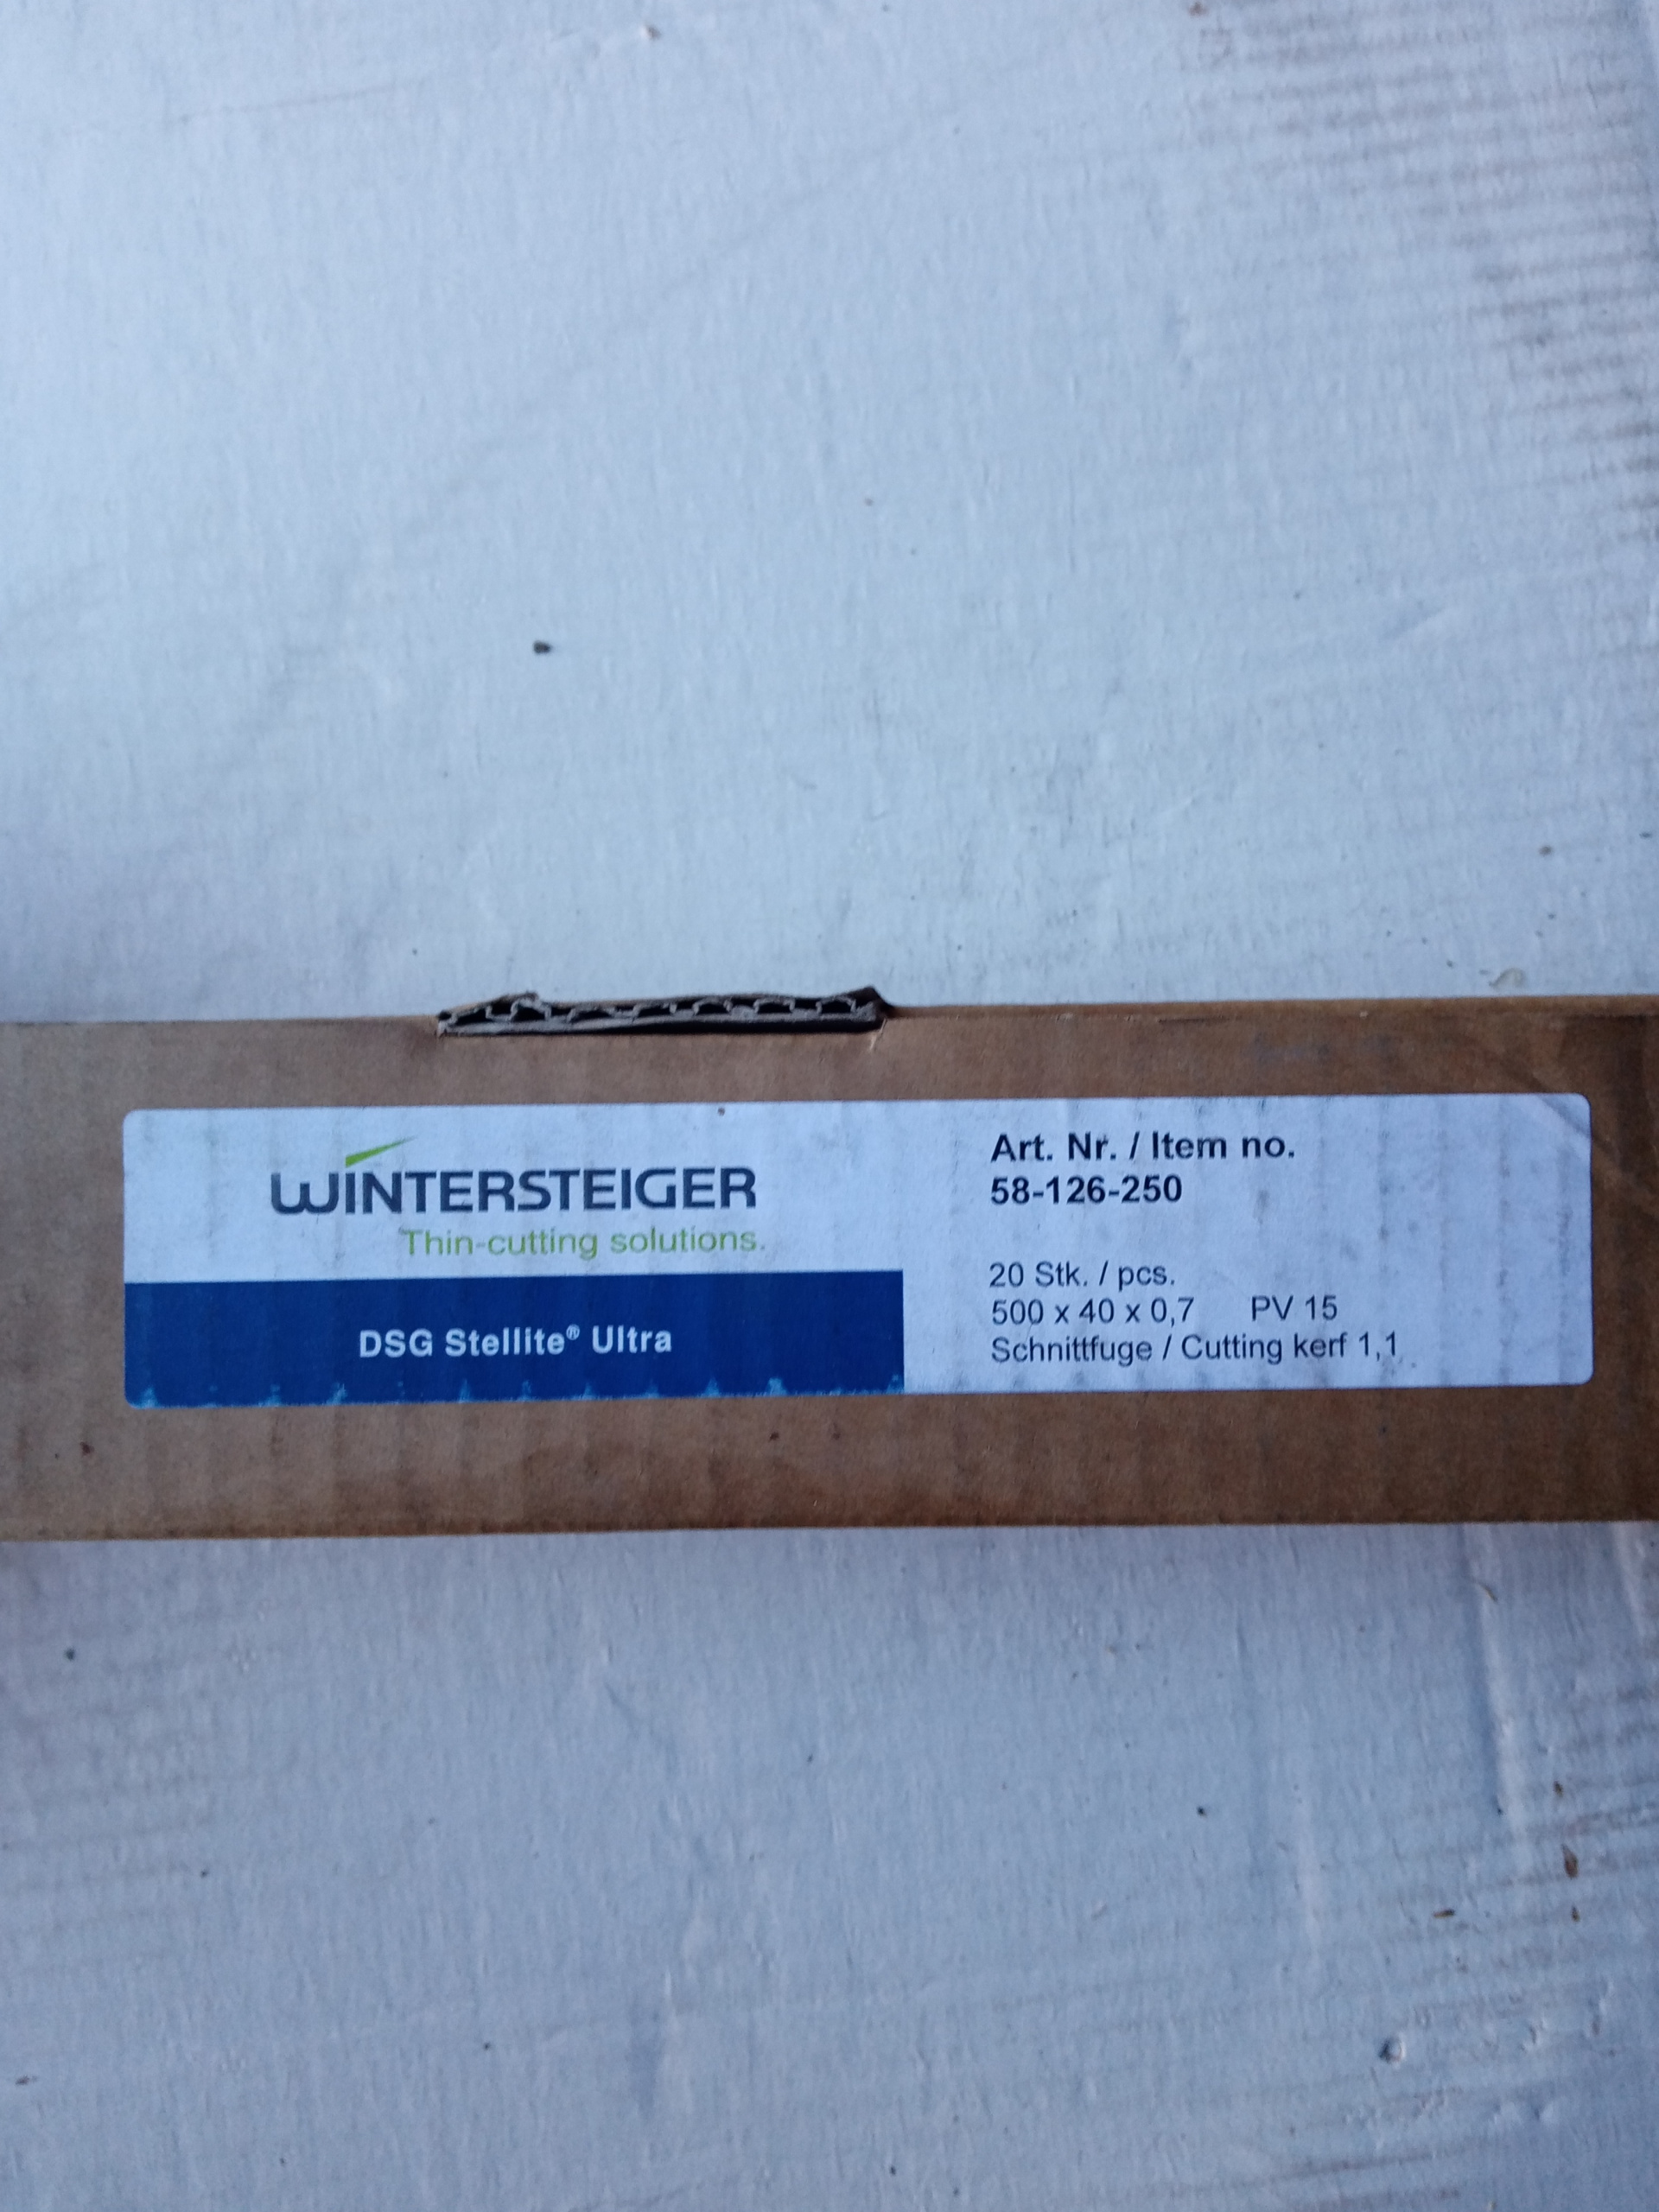 WINTERSTEIGER
Thin-cutting solutions.
DSG Stellite® Ultra
Art. Nr. / Item no.
58-126-250
20 Stk. / pcs.
500 x 40 x 0,7 PV 15
Schnittfuge / Cutting kerf 1,1